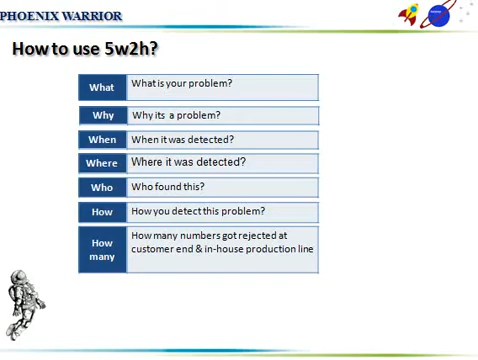 PHOENIX WARRIOR
How to use 5w2h?
What What is your problem?
Why Why its a problem?
When When it was detected?
Where Where it was detected?
Who Who found this?
How How you detect this problem?
How many How many numbers got rejected at
customer end & in-house production line